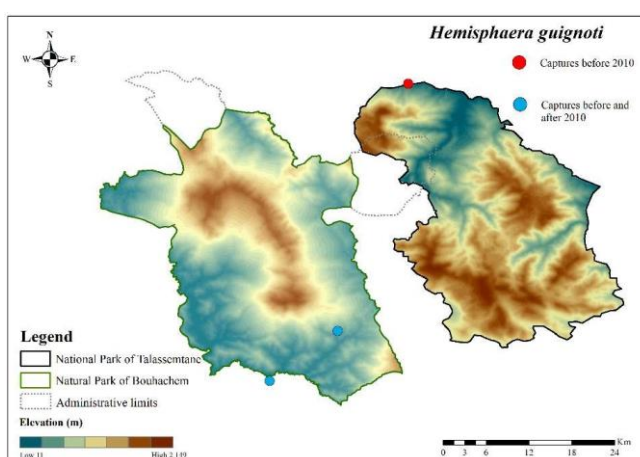 Hemisphaera guignoti
N
W E
S
Captures before 2010
Captures before and
after 2010
Legend
National Park of Talassemtane
Natural Park of Bouhachem
Administrative limits
Elevation (m)
Low 11 High 2 149
Km
0 3 6 12 18 24